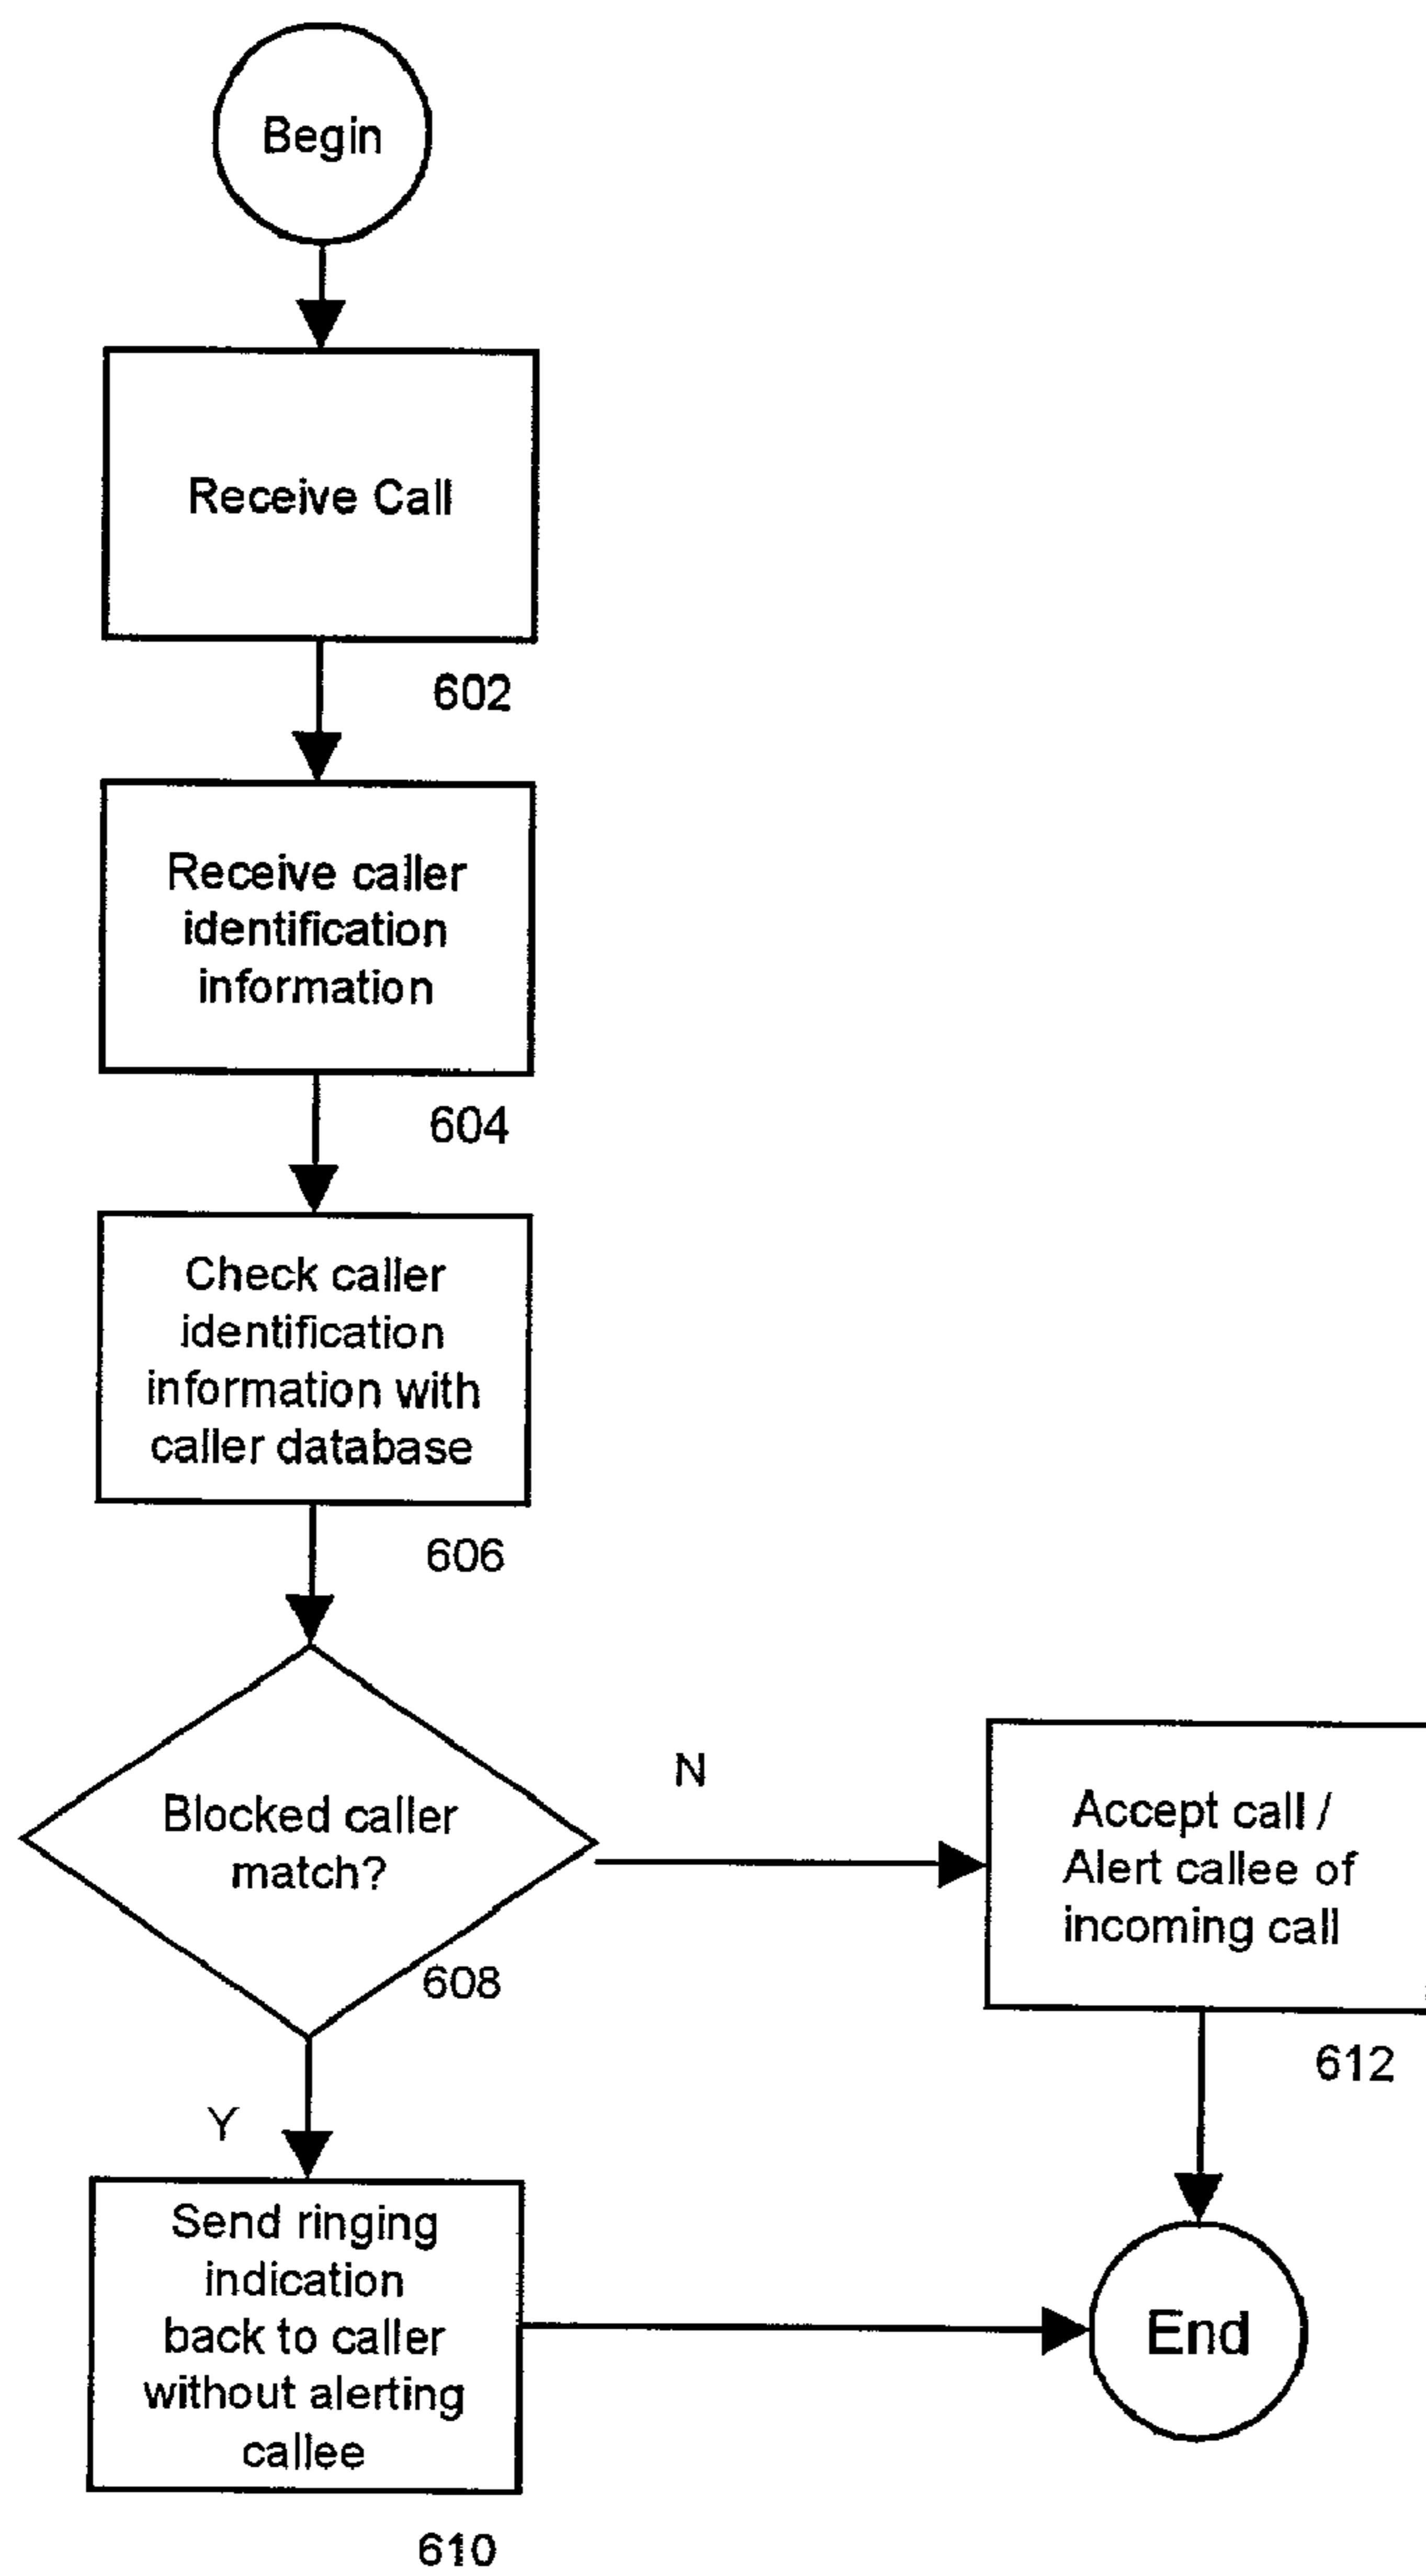 Begin
Receive Call
602
Receive caller
identification
information
604
Check caller
identification
information with
caller database
606
Blocked caller
match?
608
N
Accept call /
Alert callee of
incoming call
612
Y
Send ringing
indication
back to caller
without alerting
callee
610
End